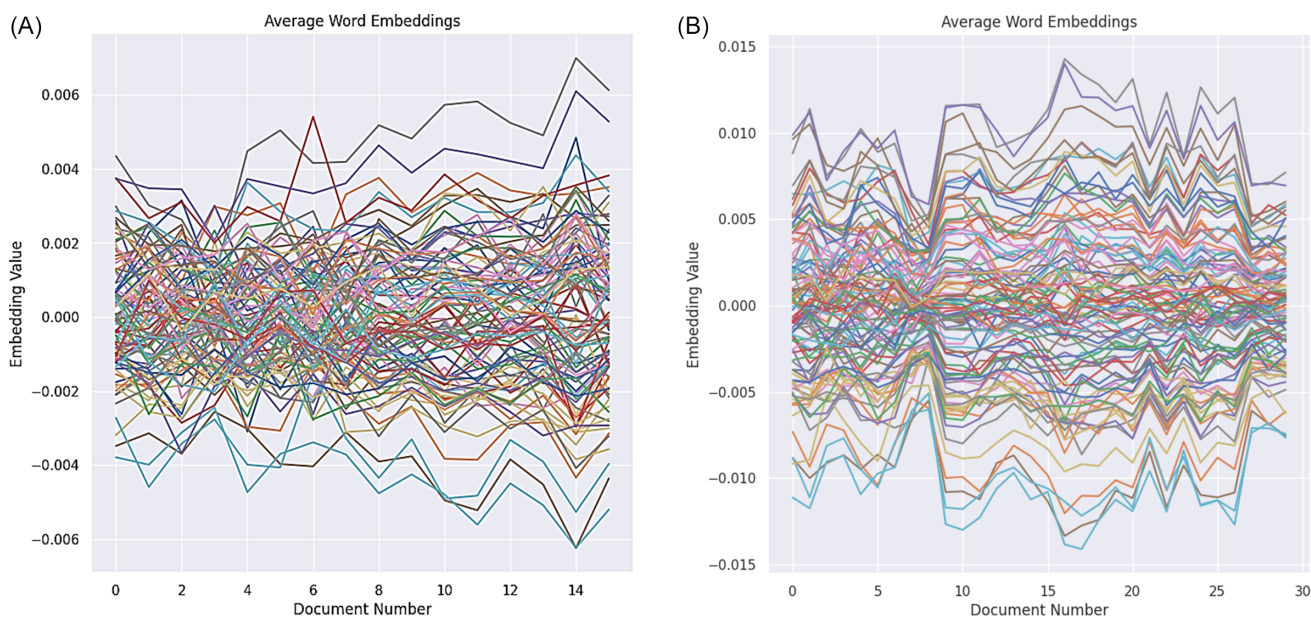 (A)
Average Word Embeddings
0.006
0.004
0.002
0.000
−0.002
−0.004
−0.006
Embedding Value
0 2 4 6 8 10 12 14
Document Number
(B)
Average Word Embeddings
0.015
0.010
0.005
0.000
−0.005
−0.010
−0.015
Embedding Value
0 5 10 15 20 25 30
Document Number